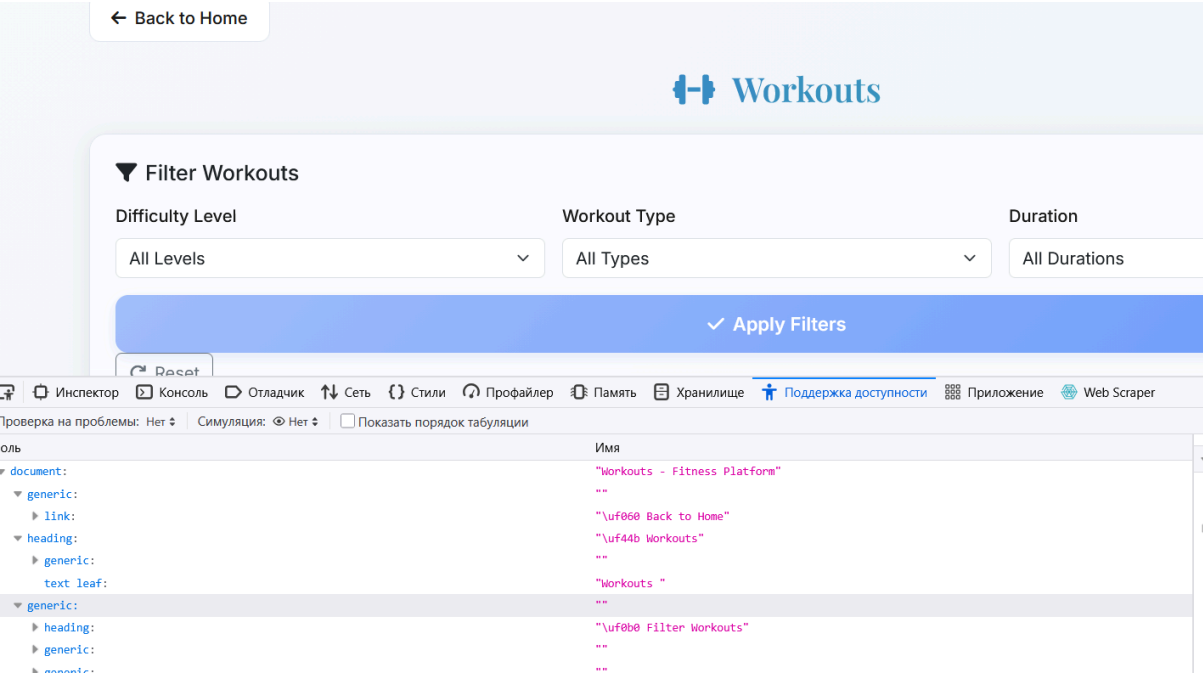 Back to Home
Workouts
Filter Workouts
Difficulty Level Workout Type Duration
All Levels All Types All Durations
Apply Filters
Reset
Инспектор Консоль Отладчик Сеть Стили Профайлер Память Хранилище Поддержка доступности Приложение Web Scraper
Проверка на проблемы: Нет Симуляция: Нет Показать порядок табуляции
оль Имя
document: "Workouts - Fitness Platform"
generic: ""
link: "\uf060 Back to Home"
heading: "\uf44b Workouts"
generic: ""
text leaf: "Workouts "
generic: ""
heading: "\uf0b0 Filter Workouts"
generic: ""
generic: ""